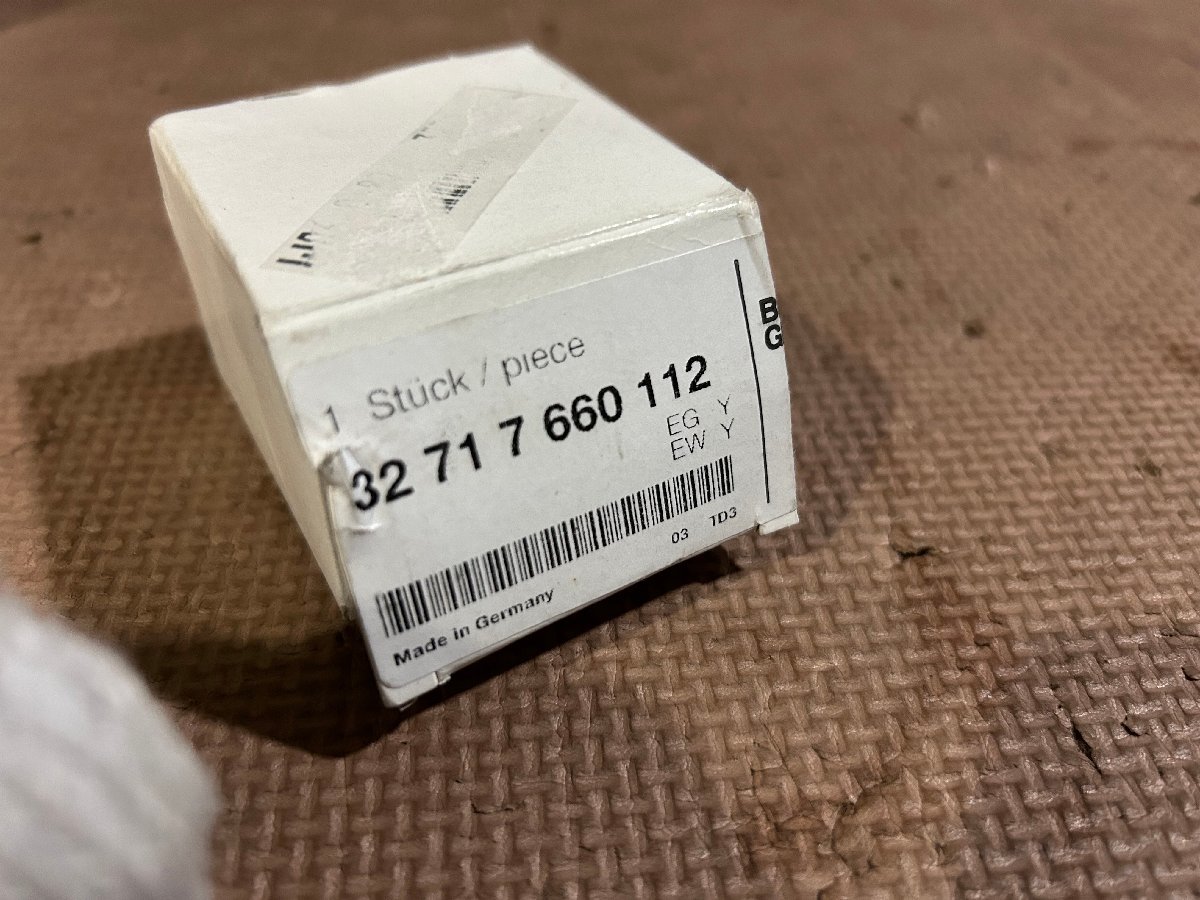 1 Stück / piece
32 71 7 660 112
EG Y
EW Y
03 TD3
Made in Germany
B
G